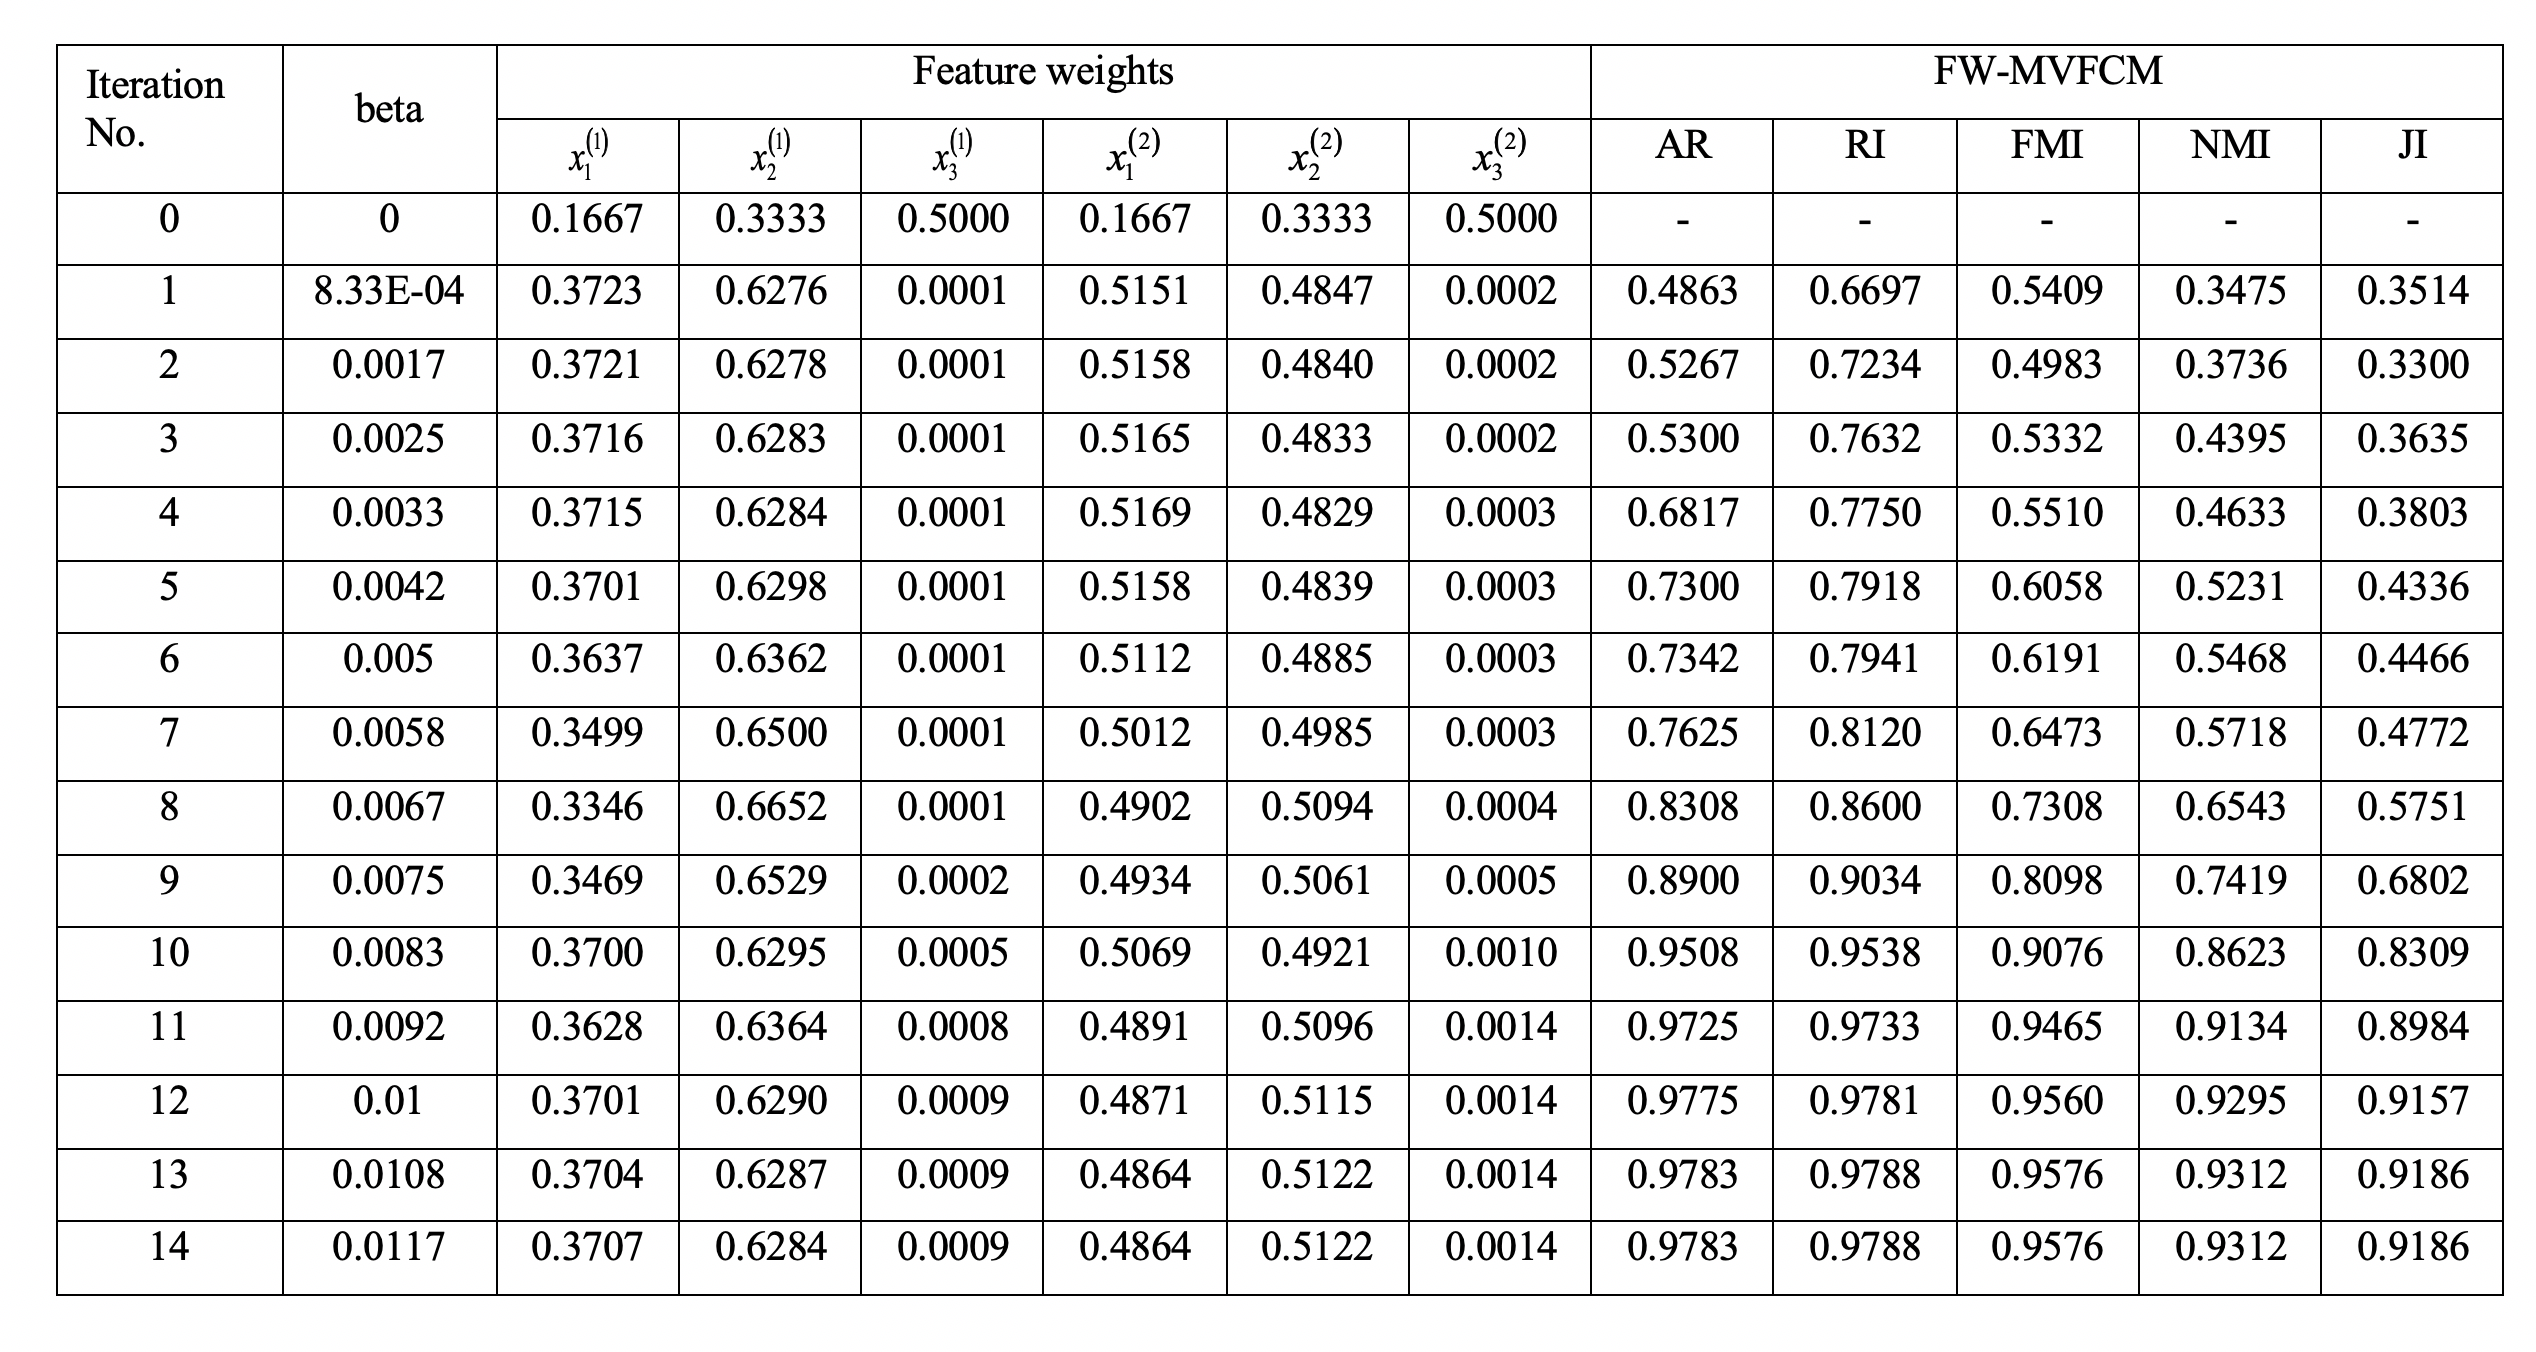 Iteration No. beta Feature weights FW-MVFCM
x₁⁽¹⁾ x₂⁽¹⁾ x₃⁽¹⁾ x₁⁽²⁾ x₂⁽²⁾ x₃⁽²⁾ AR RI FMI NMI JI
0 0 0.1667 0.3333 0.5000 0.1667 0.3333 0.5000 - - - - -
1 8.33E-04 0.3723 0.6276 0.0001 0.5151 0.4847 0.0002 0.4863 0.6697 0.5409 0.3475 0.3514
2 0.0017 0.3721 0.6278 0.0001 0.5158 0.4840 0.0002 0.5267 0.7234 0.4983 0.3736 0.3300
3 0.0025 0.3716 0.6283 0.0001 0.5165 0.4833 0.0002 0.5300 0.7632 0.5332 0.4395 0.3635
4 0.0033 0.3715 0.6284 0.0001 0.5169 0.4829 0.0003 0.6817 0.7750 0.5510 0.4633 0.3803
5 0.0042 0.3701 0.6298 0.0001 0.5158 0.4839 0.0003 0.7300 0.7918 0.6058 0.5231 0.4336
6 0.005 0.3637 0.6362 0.0001 0.5112 0.4885 0.0003 0.7342 0.7941 0.6191 0.5468 0.4466
7 0.0058 0.3499 0.6500 0.0001 0.5012 0.4985 0.0003 0.7625 0.8120 0.6473 0.5718 0.4772
8 0.0067 0.3346 0.6652 0.0001 0.4902 0.5094 0.0004 0.8308 0.8600 0.7308 0.6543 0.5751
9 0.0075 0.3469 0.6529 0.0002 0.4934 0.5061 0.0005 0.8900 0.9034 0.8098 0.7419 0.6802
10 0.0083 0.3700 0.6295 0.0005 0.5069 0.4921 0.0010 0.9508 0.9538 0.9076 0.8623 0.8309
11 0.0092 0.3628 0.6364 0.0008 0.4891 0.5096 0.0014 0.9725 0.9733 0.9465 0.9134 0.8984
12 0.01 0.3701 0.6290 0.0009 0.4871 0.5115 0.0014 0.9775 0.9781 0.9560 0.9295 0.9157
13 0.0108 0.3704 0.6287 0.0009 0.4864 0.5122 0.0014 0.9783 0.9788 0.9576 0.9312 0.9186
14 0.0117 0.3707 0.6284 0.0009 0.4864 0.5122 0.0014 0.9783 0.9788 0.9576 0.9312 0.9186